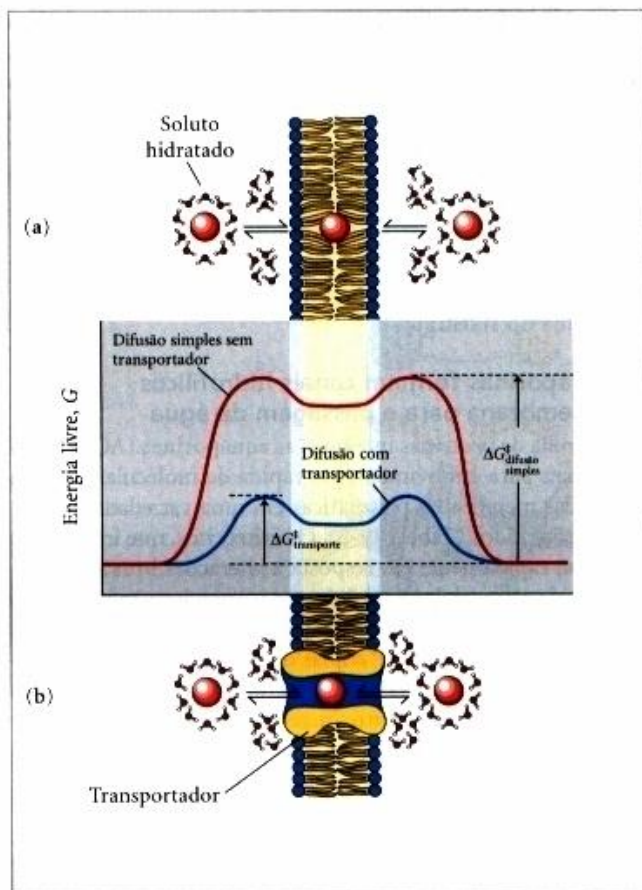 Soluto
hidratado
(a)
Difusão simples sem
transportador
Energia livre, G
Difusão com
transportador
ΔG‡difusão simples
ΔG‡transporte
(b)
Transportador